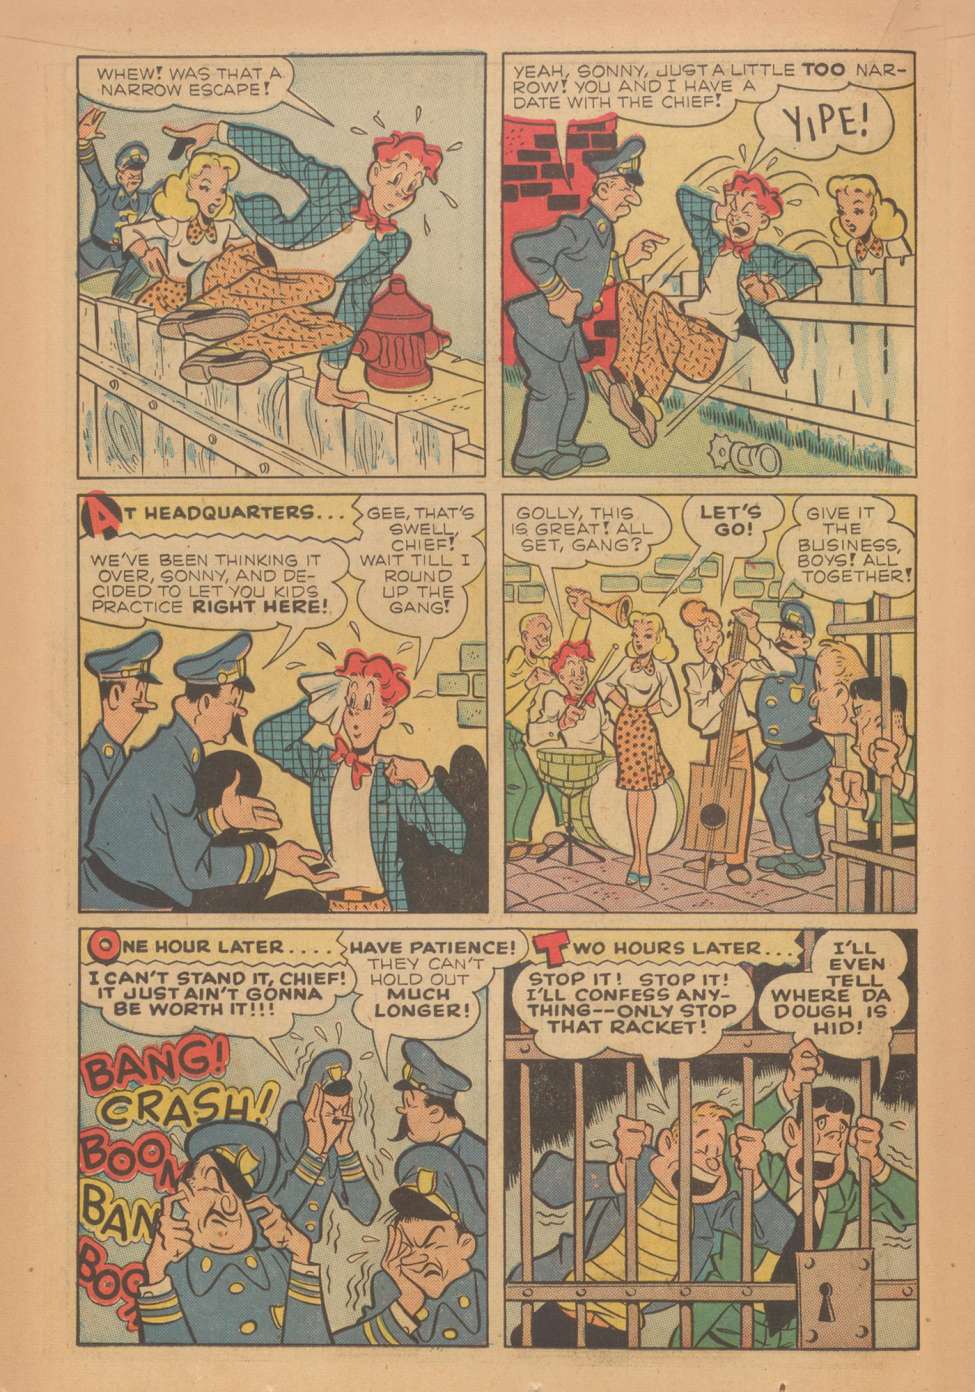 WHEW! WAS THAT A
NARROW ESCAPE!
YEAH, SONNY, JUST A LITTLE TOO NAR-
ROW! YOU AND I HAVE A
DATE WITH THE CHIEF!
YIPE!
AT HEADQUARTERS...
WE'VE BEEN THINKING IT
OVER, SONNY, AND DE-
CIDED TO LET YOU KIDS
PRACTICE RIGHT HERE!
GEE, THAT'S
SWELL,
CHIEF!
WAIT TILL I
ROUND
UP THE
GANG!
GOLLY, THIS
IS GREAT! ALL
SET, GANG?
LET'S
GO!
GIVE IT
THE
BUSINESS,
BOYS! ALL
TOGETHER!
ONE HOUR LATER.....
I CAN'T STAND IT, CHIEF!
IT JUST AIN'T GONNA
BE WORTH IT!!!
HAVE PATIENCE!
THEY CAN'T
HOLD OUT
MUCH
LONGER!
BANG!
CRASH!
BOOM
BAN
BOO
TWO HOURS LATER...
STOP IT! STOP IT!
I'LL CONFESS ANY-
THING--ONLY STOP
THAT RACKET!
I'LL
EVEN
TELL
WHERE DA
DOUGH IS
HID!